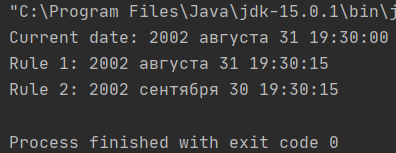 "C:\Program Files\Java\jdk-15.0.1\bin\j
Current date: 2002 августа 31 19:30:00
Rule 1: 2002 августа 31 19:30:15
Rule 2: 2002 сентября 30 19:30:15
Process finished with exit code 0